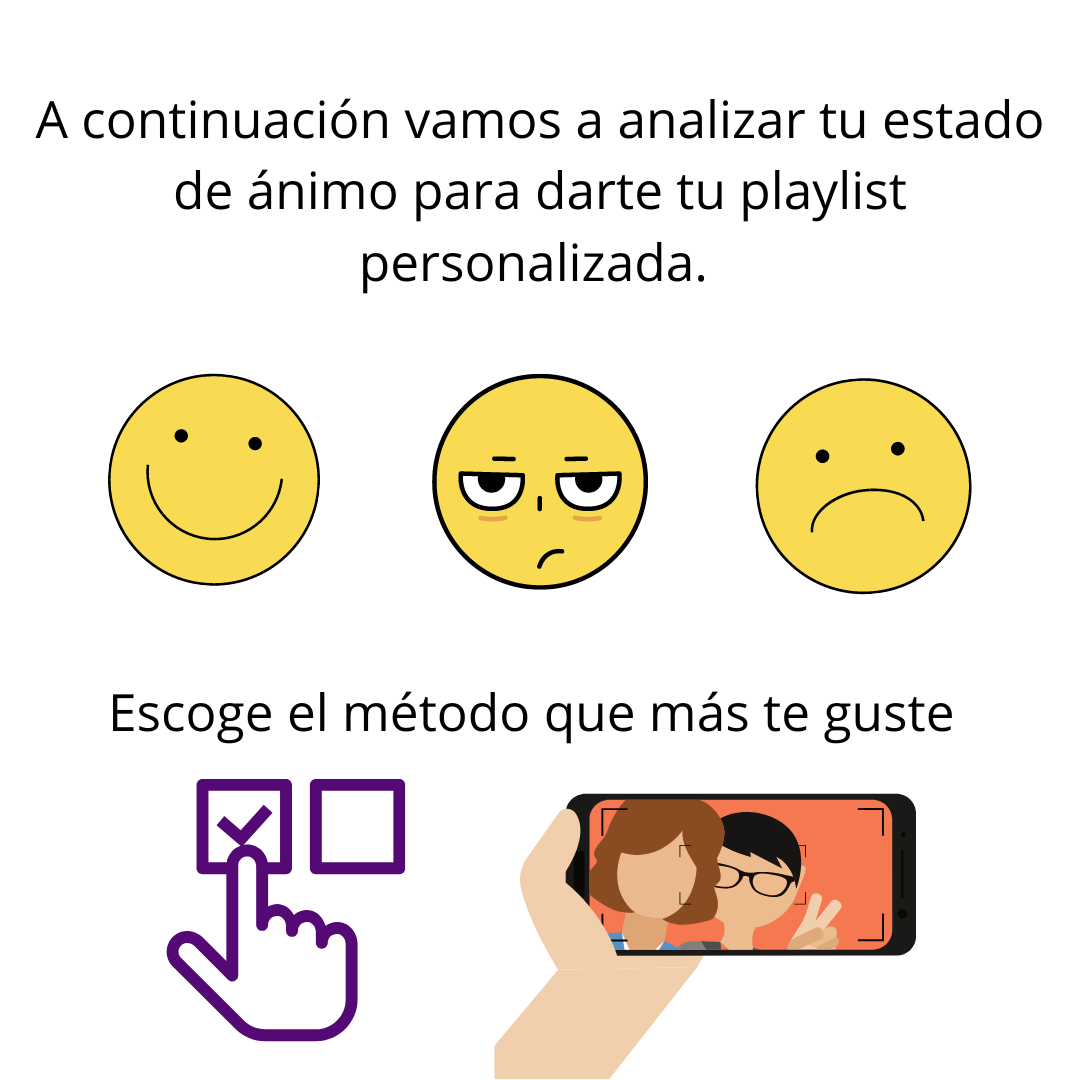 A continuación vamos a analizar tu estado
de ánimo para darte tu playlist
personalizada.
Escoge el método que más te guste